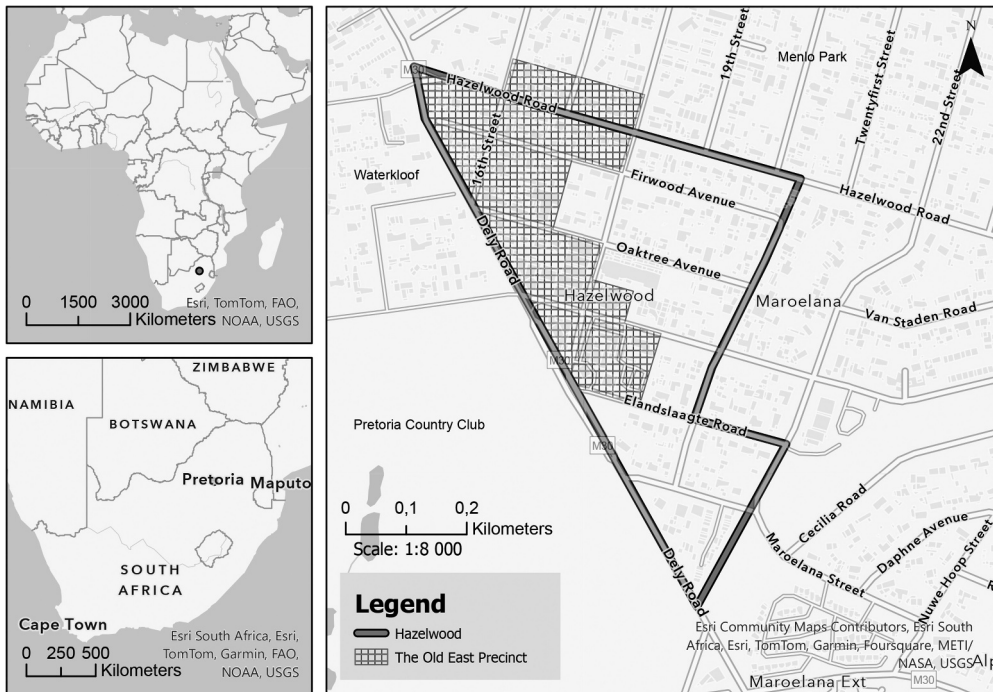 0 1500 3000
Kilometers
Esri, TomTom, FAO,
NOAA, USGS
ZIMBABWE
NAMIBIA
BOTSWANA
Pretoria
Maputo
SOUTH
AFRICA
Cape Town
0 250 500
Kilometers
Esri South Africa, Esri,
TomTom, Garmin, FAO,
NOAA, USGS
N
M30
Hazelwood Road
19th Street
Menlo Park
Twentyfirst Street
22nd Street
16th Street
Waterkloof
Firwood Avenue
Hazelwood Road
Dely Road
Oaktree Avenue
Hazelwood
Maroelana
Van Staden Road
M30
Elandslaagte Road
Pretoria Country Club
M30
0 0,1 0,2
Kilometers
Scale: 1:8 000
Cecilia Road
Daphne Avenue
Maroelana Street
Nuwe Hoop Street
R
Dely Road
Legend
Hazelwood
The Old East Precinct
Esri Community Maps Contributors, Esri South
Africa, Esri, TomTom, Garmin, Foursquare, METI/
NASA, USGS
Alp
Maroelana Ext
M30